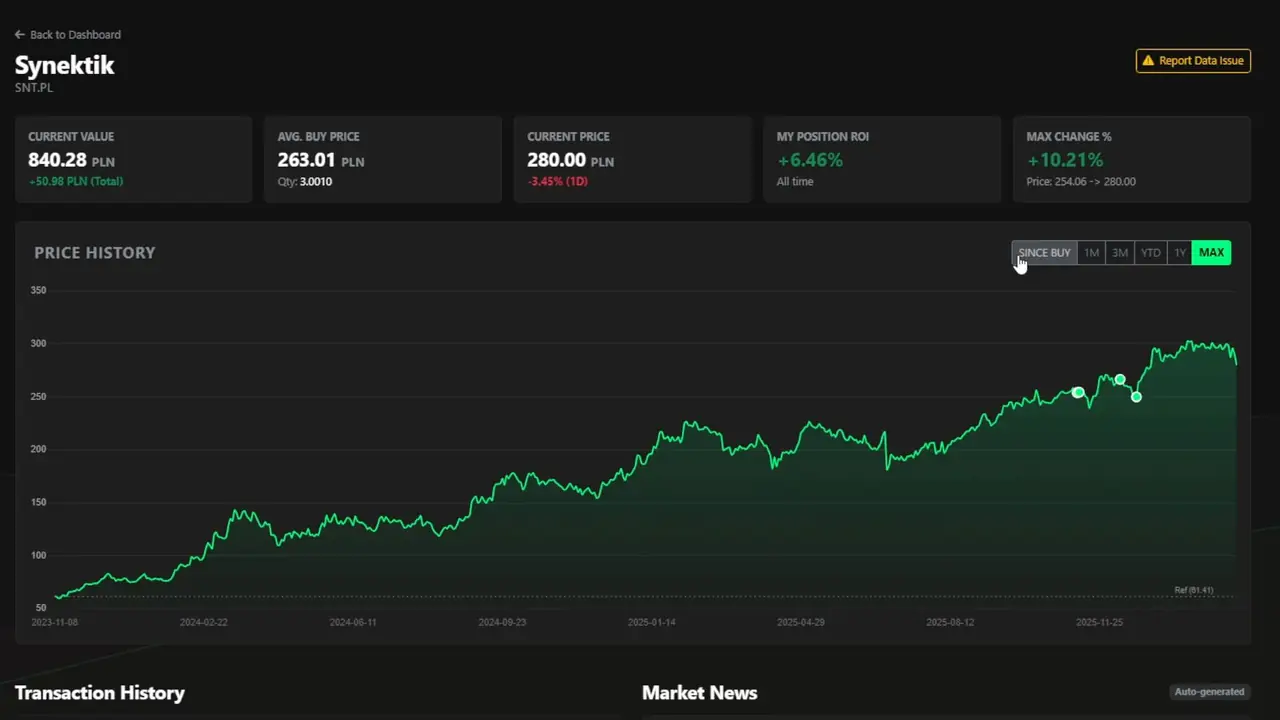 Back to Dashboard
Synektik
SNT.PL
Report Data Issue
CURRENT VALUE
840.28 PLN
+50.98 PLN (Total)
AVG. BUY PRICE
263.01 PLN
Qty: 3.0010
CURRENT PRICE
280.00 PLN
-3.45% (1D)
MY POSITION ROI
+6.46%
All time
MAX CHANGE %
+10.21%
Price: 254.06 -> 280.00
PRICE HISTORY
SINCE BUY 1M 3M YTD 1Y MAX
350
300
250
200
150
100
50
Ref (61.41)
2023-11-08 2024-02-22 2024-06-11 2024-09-23 2025-01-14 2025-04-29 2025-08-12 2025-11-25
Transaction History
Market News
Auto-generated